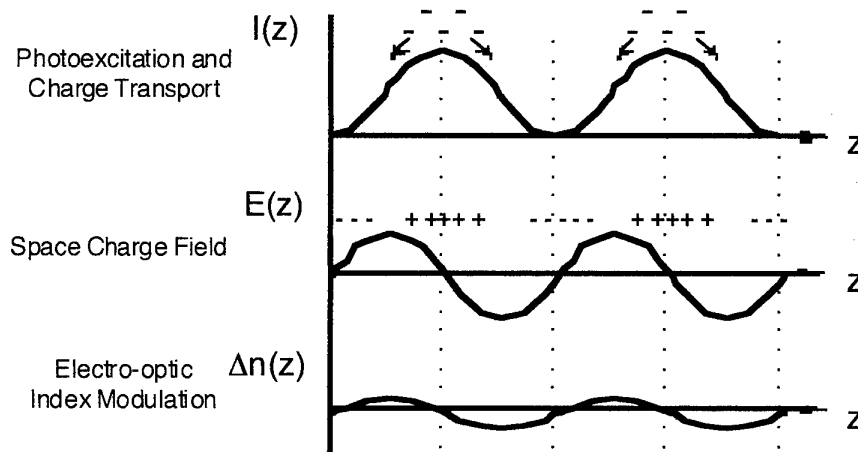 I(z)
Photoexcitation and
Charge Transport
- -
- - - -
- - - -
z
E(z)
- - - + ++++ - - - - - + ++++ - - -
Space Charge Field
z
Δn(z)
Electro-optic
Index Modulation
z